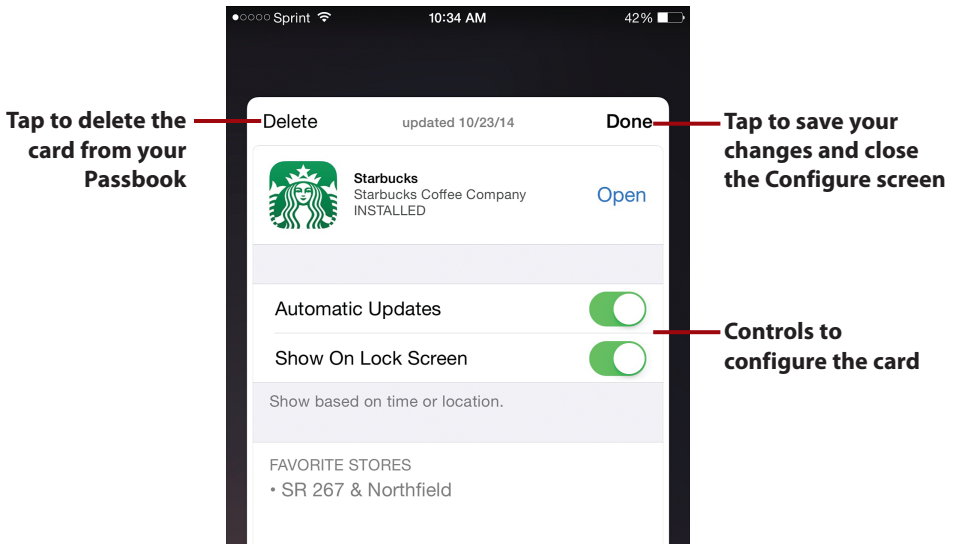 Sprint 10:34 AM 42%
Tap to delete the
card from your
Passbook
Delete updated 10/23/14 Done
Tap to save your
changes and close
the Configure screen
Starbucks
Starbucks Coffee Company
INSTALLED
Open
Automatic Updates
Show On Lock Screen
Controls to
configure the card
Show based on time or location.
FAVORITE STORES
• SR 267 & Northfield